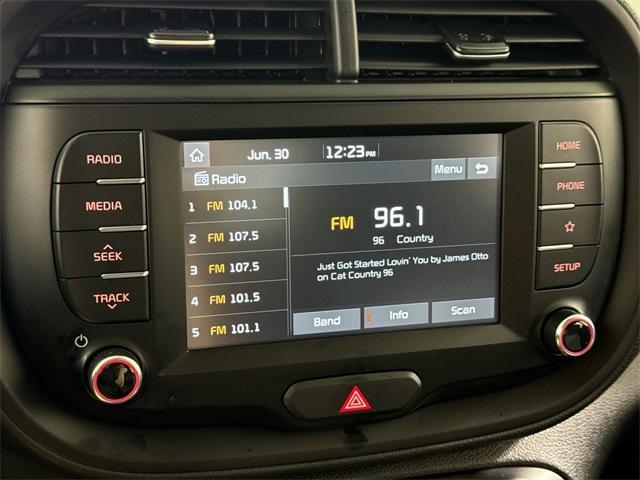 RADIO
MEDIA
SEEK
TRACK
Jun. 30
12:23 PM
Radio
Menu
1 FM 104.1
2 FM 107.5
3 FM 107.5
4 FM 101.5
5 FM 101.1
FM 96.1
96 Country
Just Got Started Lovin' You by James Otto
on Cat Country 96
Band
Info
Scan
HOME
PHONE
SETUP